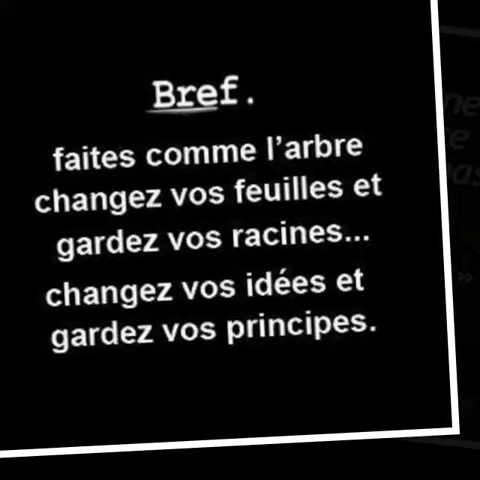 Bref.
faites comme l'arbre
changez vos feuilles et
gardez vos racines...
changez vos idées et
gardez vos principes.